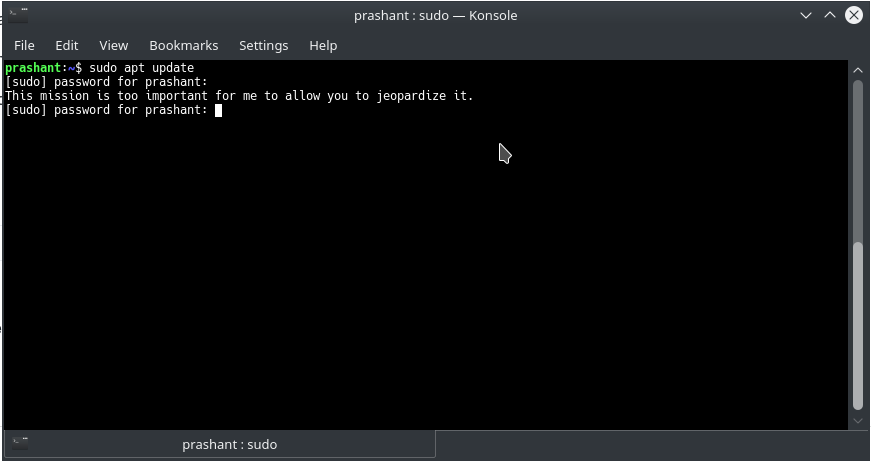 prashant : sudo — Konsole
File Edit View Bookmarks Settings Help
prashant:~$ sudo apt update
[sudo] password for prashant:
This mission is too important for me to allow you to jeopardize it.
[sudo] password for prashant:
prashant : sudo